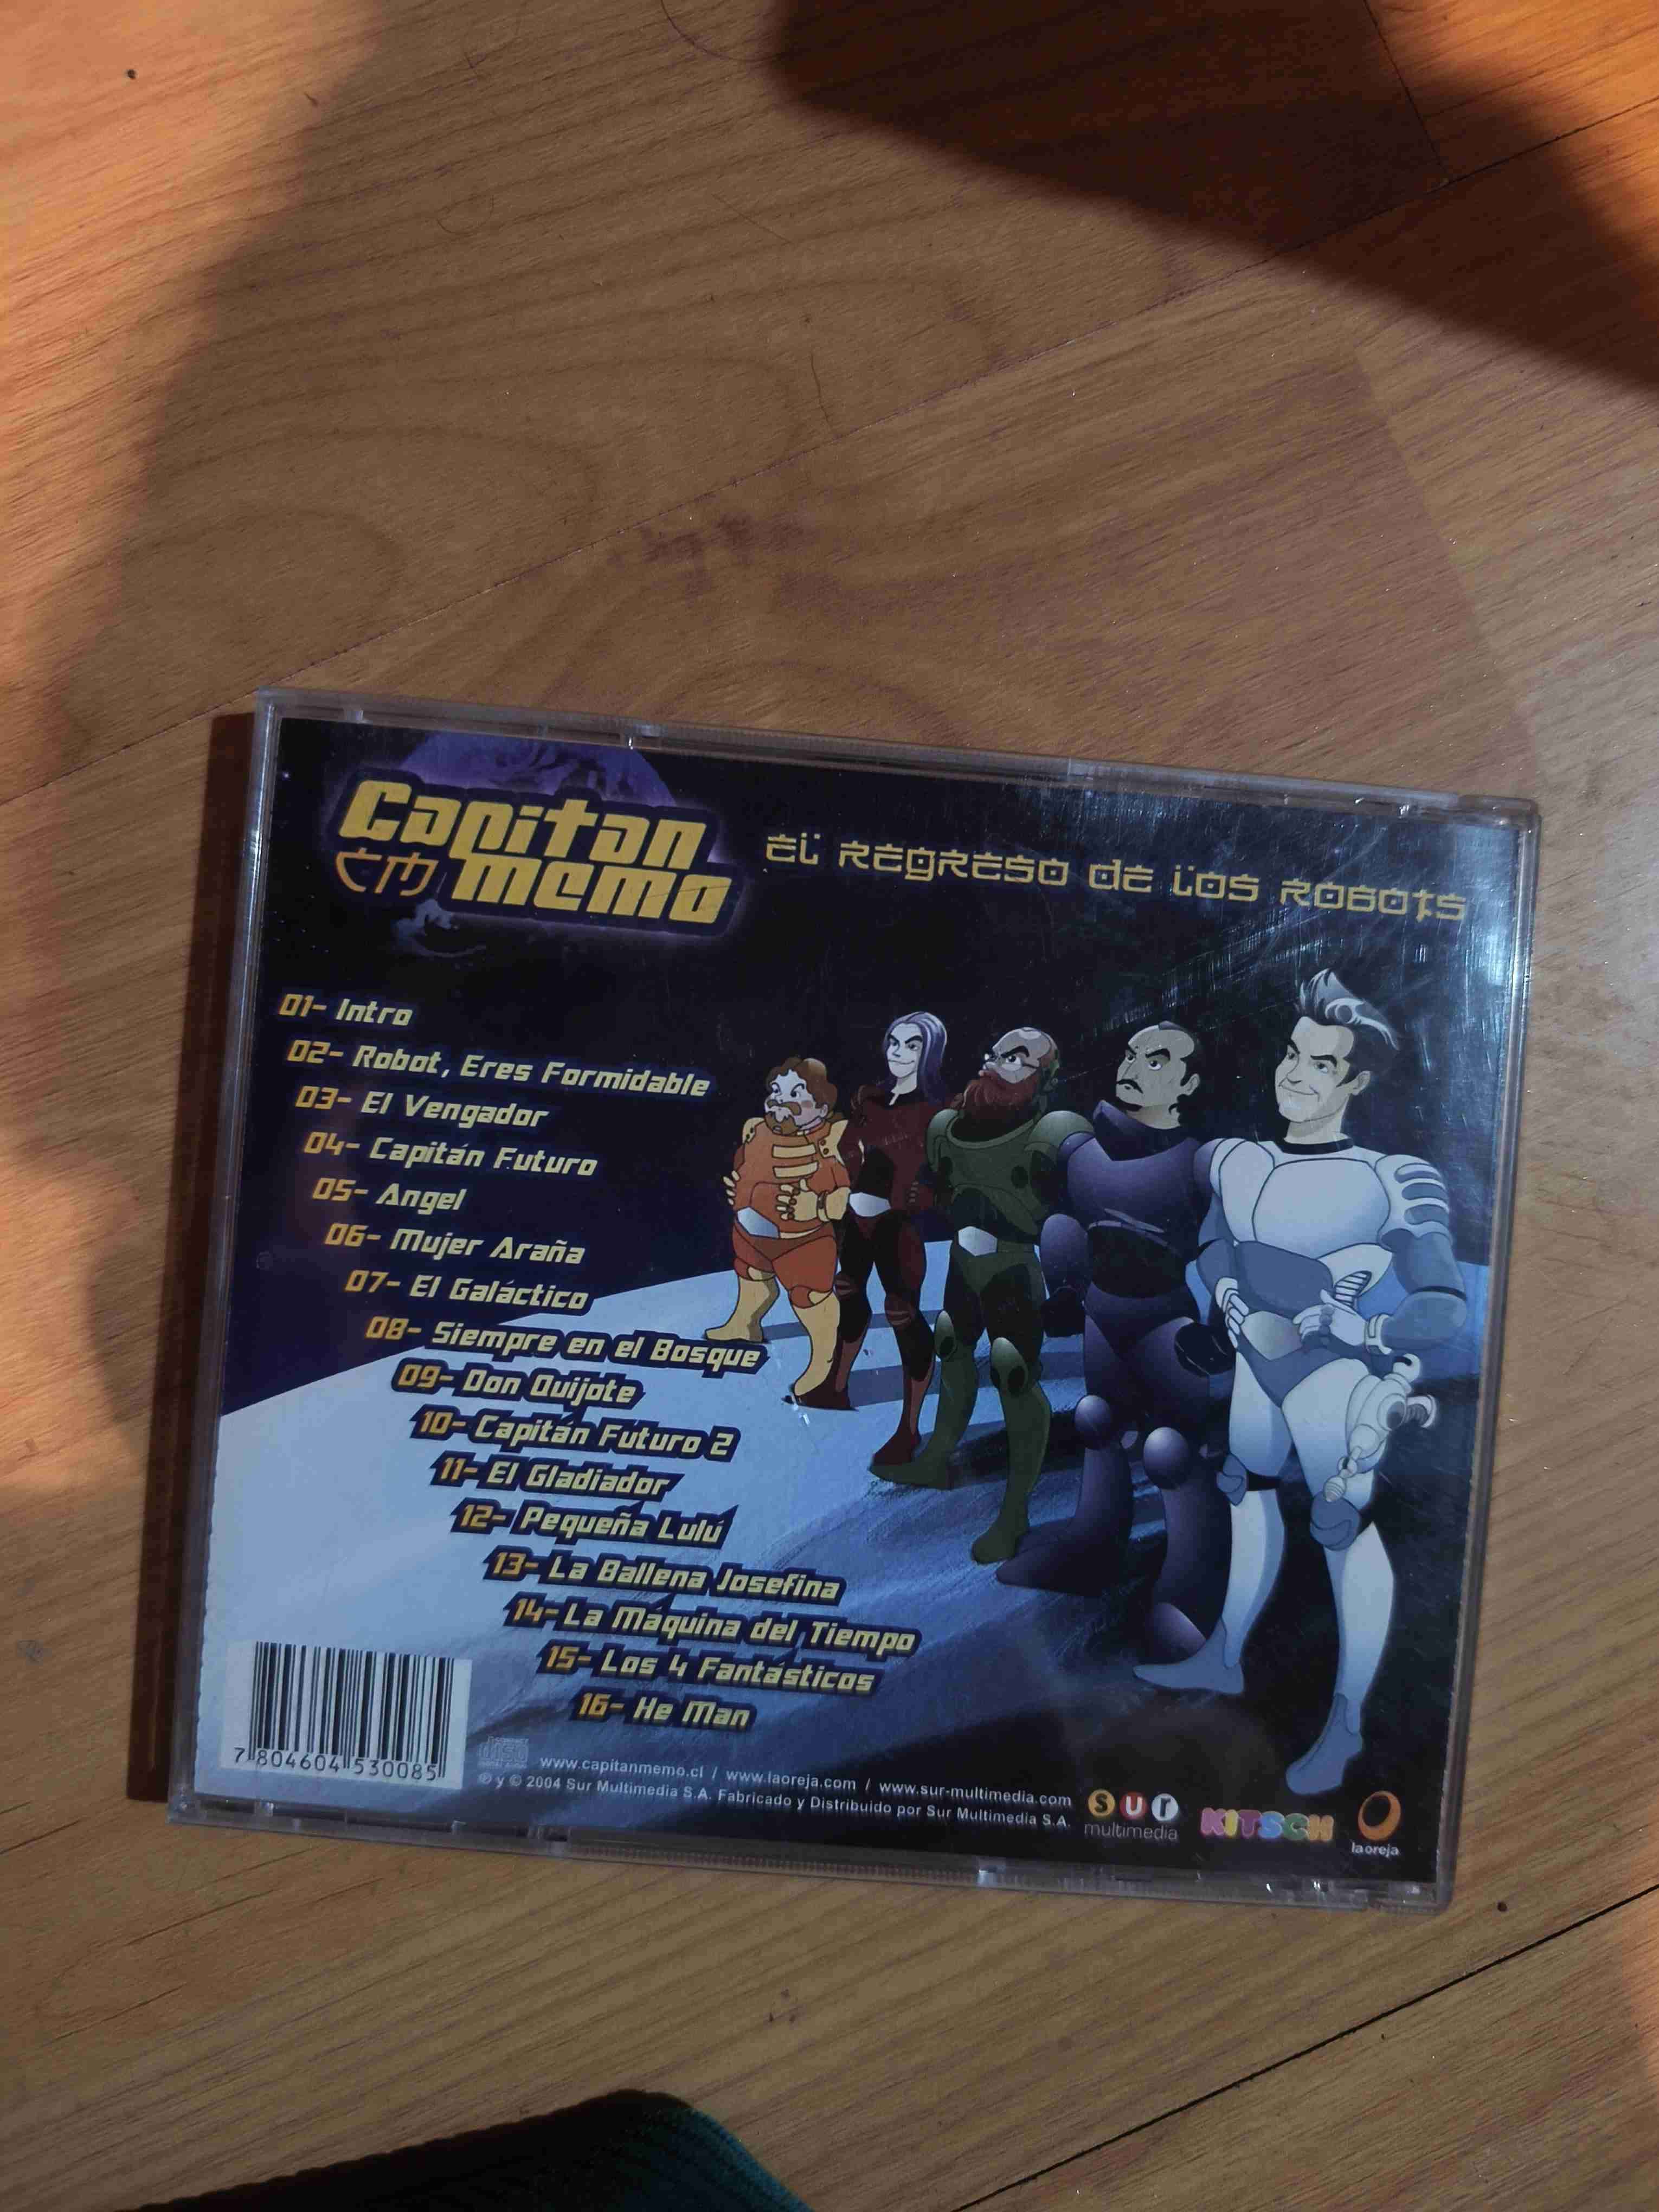 Capitan
cm memo
El Regreso de los Robots
01- Intro
02- Robot, Eres Formidable
03- El Vengador
04- Capitán Futuro
05- Angel
06- Mujer Araña
07- El Galáctico
08- Siempre en el Bosque
09- Don Quijote
10- Capitán Futuro 2
11- El Gladiador
12- Pequeña Lulú
13- La Ballena Josefina
14- La Máquina del Tiempo
15- Los 4 Fantásticos
16- He Man
7 804604 530085
disc
www.capitanmemo.cl / www.laoreja.com / www.sur-multimedia.com
℗ y © 2004 Sur Multimedia S.A. Fabricado y Distribuido por Sur Multimedia S.A.
sur
multimedia
KITSCH
laoreja